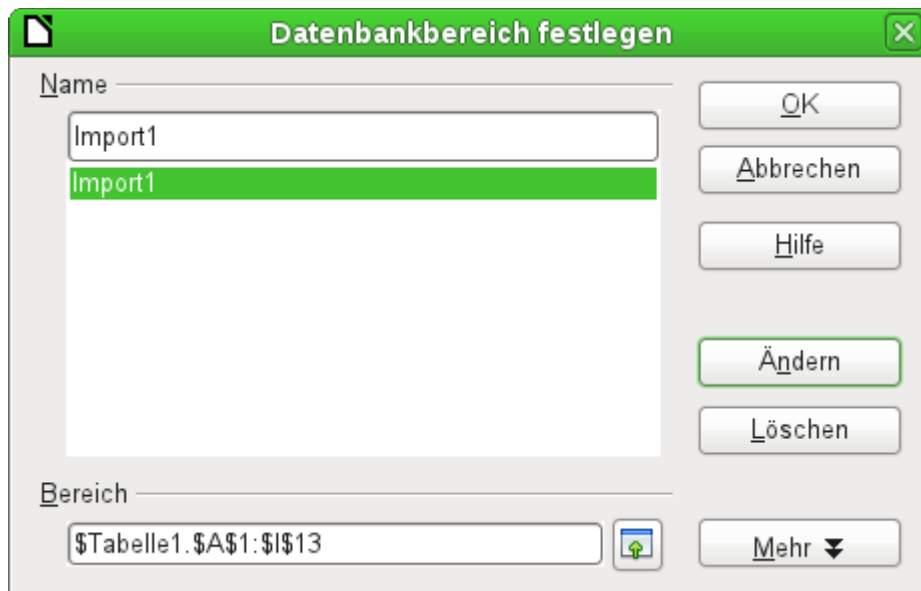 Datenbankbereich festlegen
Name
Import1
Import1
OK
Abbrechen
Hilfe
Ändern
Löschen
Bereich
$Tabelle1.$A$1:$I$13
Mehr